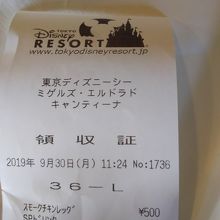 TOKYO
Disney
RESORT
www.tokyodisneyresort.jp/
東京ディズニーシー
ミゲルズ・エルドラド
キャンティーナ
領収証
2019年 9月30日(月) 11:24 No:1736
36-L
スモークチキンレッグ ¥500